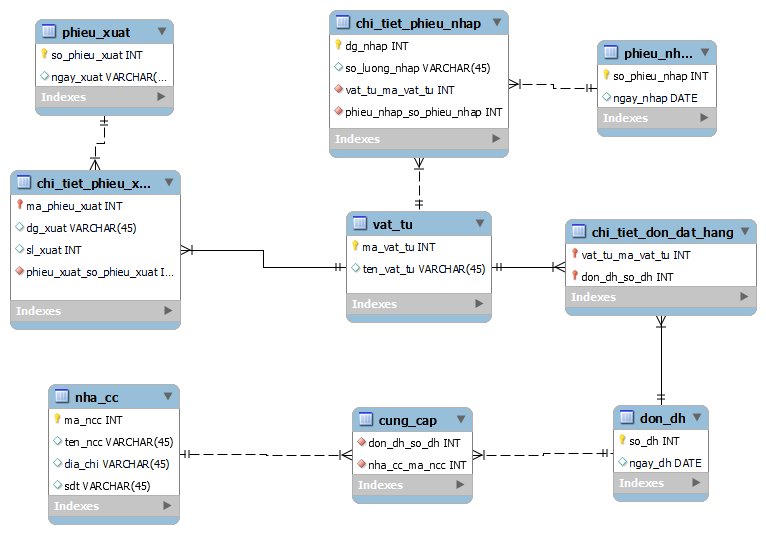 phieu_xuat
so_phieu_xuat INT
ngay_xuat VARCHAR(...
Indexes
chi_tiet_phieu_nhap
dg_nhap INT
so_luong_nhap VARCHAR(45)
vat_tu_ma_vat_tu INT
phieu_nhap_so_phieu_nhap INT
Indexes
phieu_nh...
so_phieu_nhap INT
ngay_nhap DATE
Indexes
chi_tiet_phieu_x...
ma_phieu_xuat INT
dg_xuat VARCHAR(45)
sl_xuat INT
phieu_xuat_so_phieu_xuat I...
Indexes
vat_tu
ma_vat_tu INT
ten_vat_tu VARCHAR(45)
Indexes
chi_tiet_don_dat_hang
vat_tu_ma_vat_tu INT
don_dh_so_dh INT
Indexes
nha_cc
ma_ncc INT
ten_ncc VARCHAR(45)
dia_chi VARCHAR(45)
sdt VARCHAR(45)
Indexes
cung_cap
don_dh_so_dh INT
nha_cc_ma_ncc INT
Indexes
don_dh
so_dh INT
ngay_dh DATE
Indexes